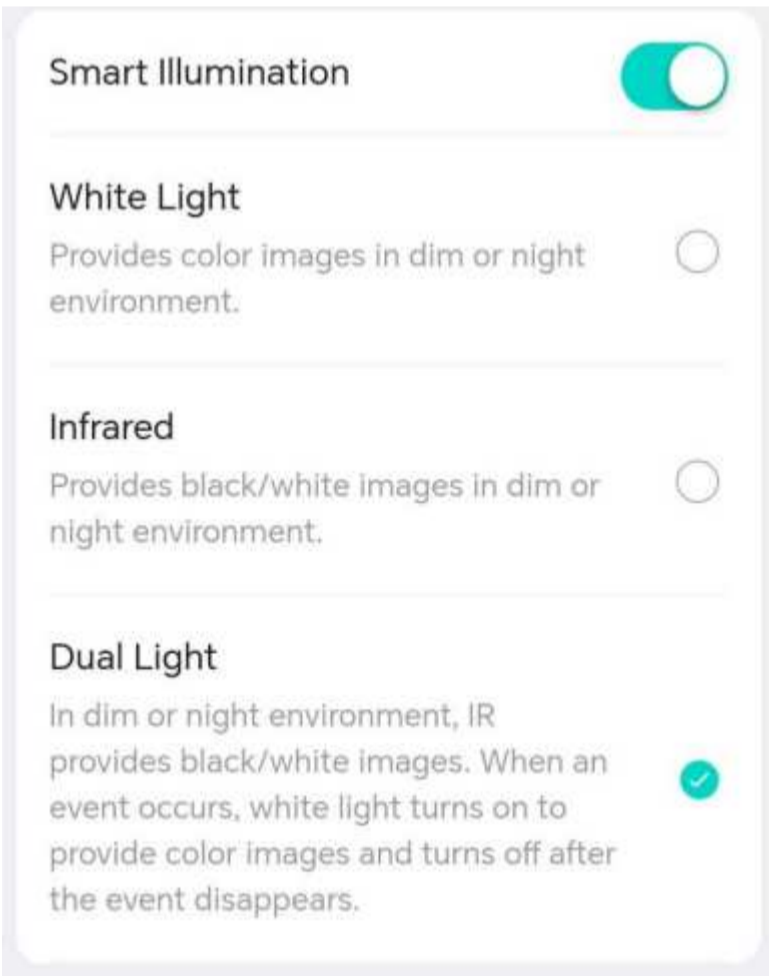 Smart Illumination
White Light
Provides color images in dim or night
environment.
Infrared
Provides black/white images in dim or
night environment.
Dual Light
In dim or night environment, IR
provides black/white images. When an
event occurs, white light turns on to
provide color images and turns off after
the event disappears.